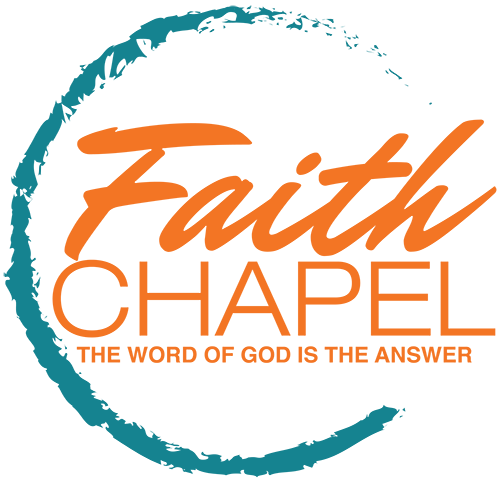 Faith
CHAPEL
THE WORD OF GOD IS THE ANSWER